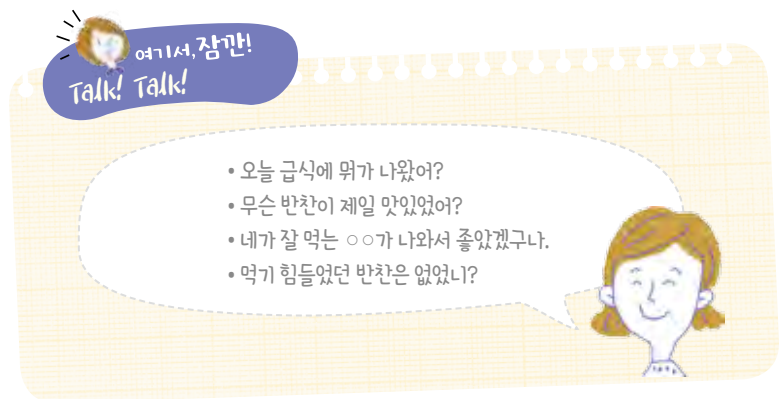 여기서, 잠깐!
Talk! Talk!
• 오늘 급식에 뭐가 나왔어?
• 무슨 반찬이 제일 맛있었어?
• 네가 잘 먹는 ○○가 나와서 좋았겠구나.
• 먹기 힘들었던 반찬은 없었니?